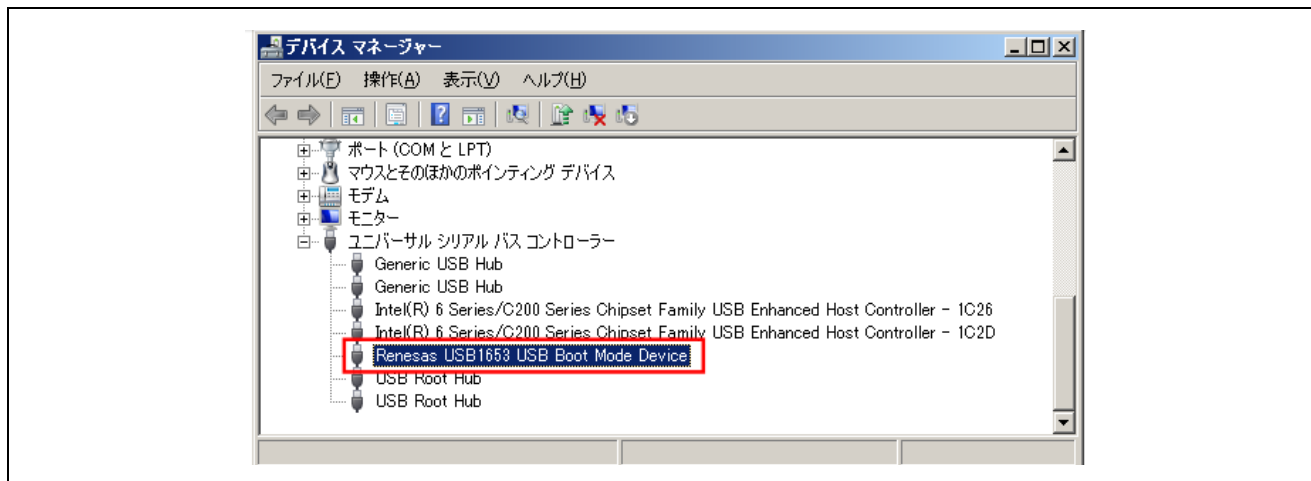 デバイス マネージャー
ファイル(F) 操作(A) 表示(V) ヘルプ(H)
ポート (COM と LPT)
マウスとそのほかのポインティング デバイス
モデム
モニター
ユニバーサル シリアル バス コントローラー
Generic USB Hub
Generic USB Hub
Intel(R) 6 Series/C200 Series Chipset Family USB Enhanced Host Controller - 1C26
Intel(R) 6 Series/C200 Series Chipset Family USB Enhanced Host Controller - 1C2D
Renesas USB1653 USB Boot Mode Device
USB Root Hub
USB Root Hub